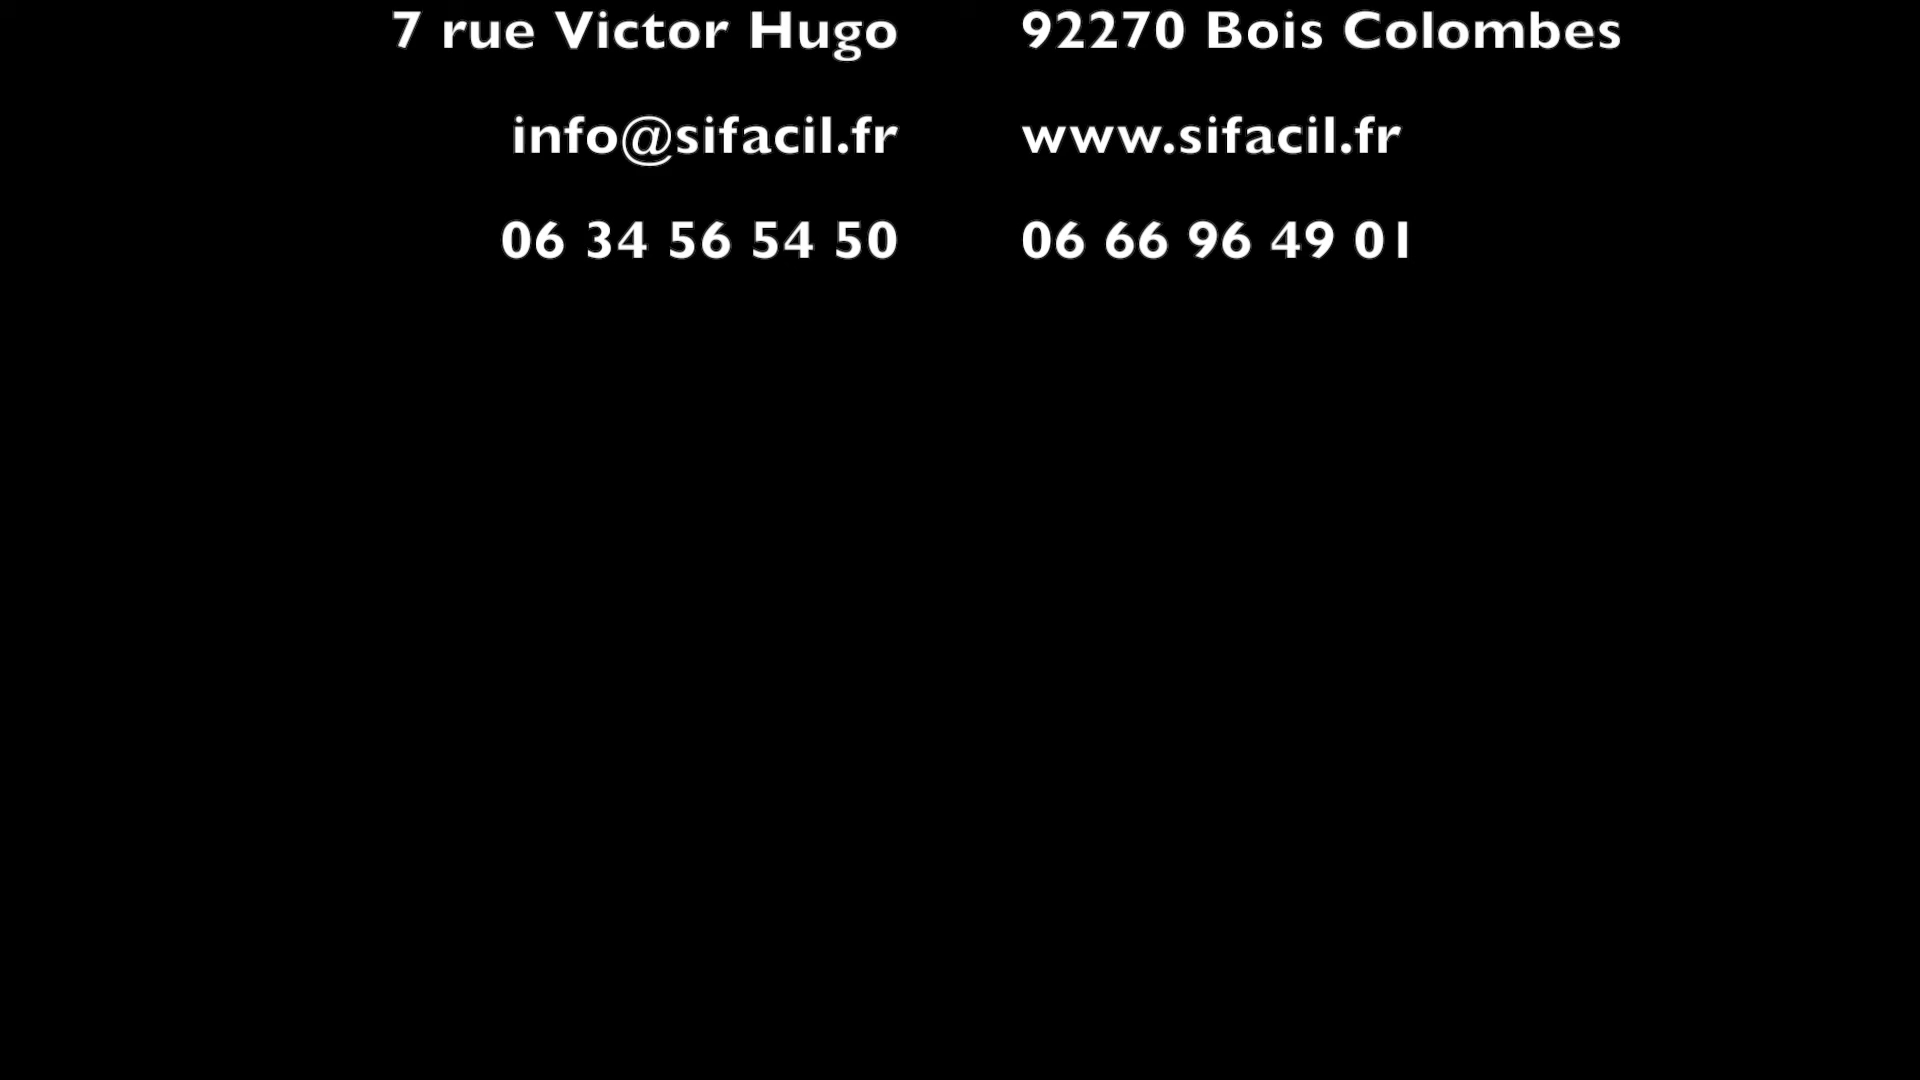 7 rue Victor Hugo 92270 Bois Colombes
info@sifacil.fr www.sifacil.fr
06 34 56 54 50 06 66 96 49 01